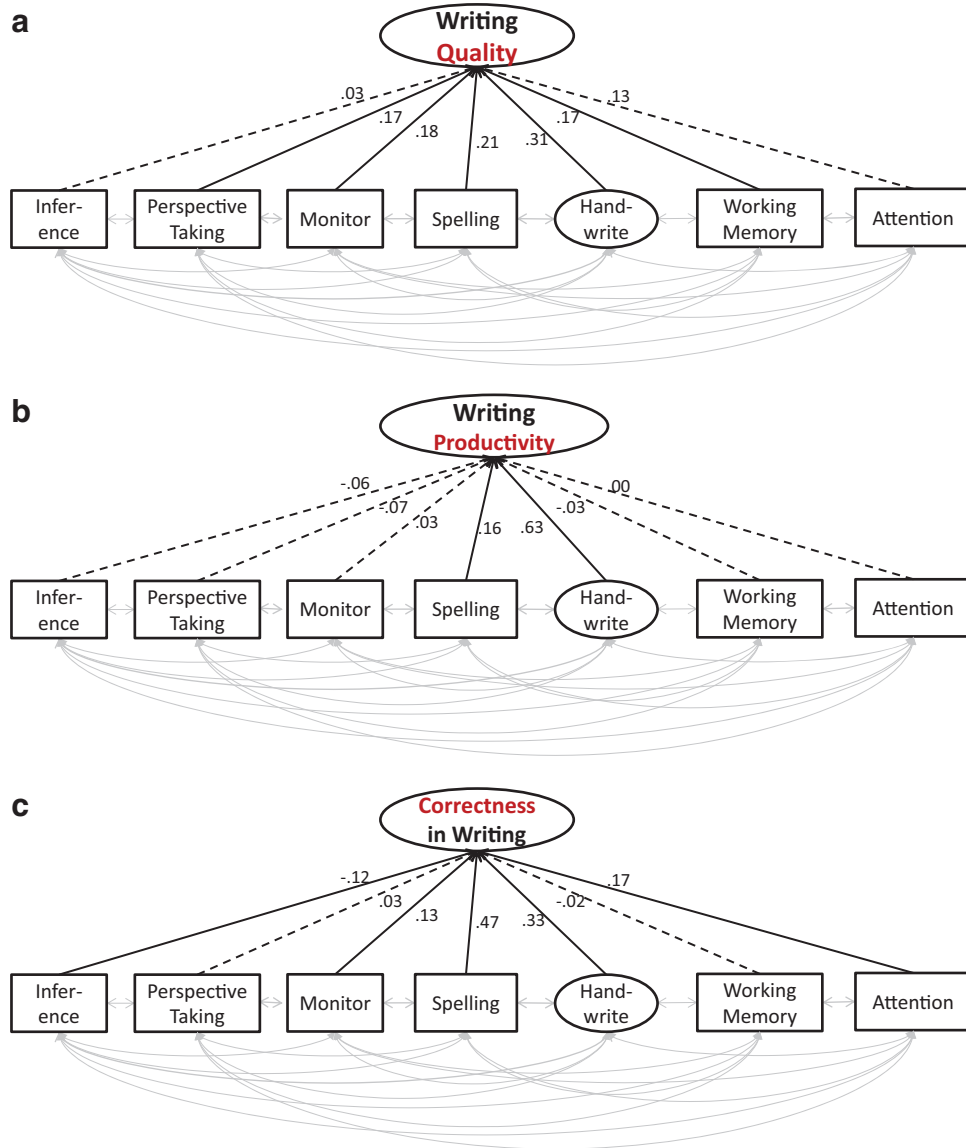 a
Writing
Quality
.03
.17
.18
.21
.31
.17
.13
Infer-
ence
Perspective
Taking
Monitor
Spelling
Hand-
write
Working
Memory
Attention
b
Writing
Productivity
-.06
-.07
.03
.16
.63
-.03
.00
Infer-
ence
Perspective
Taking
Monitor
Spelling
Hand-
write
Working
Memory
Attention
c
Correctness
in Writing
-.12
.03
.13
.47
.33
-.02
.17
Infer-
ence
Perspective
Taking
Monitor
Spelling
Hand-
write
Working
Memory
Attention